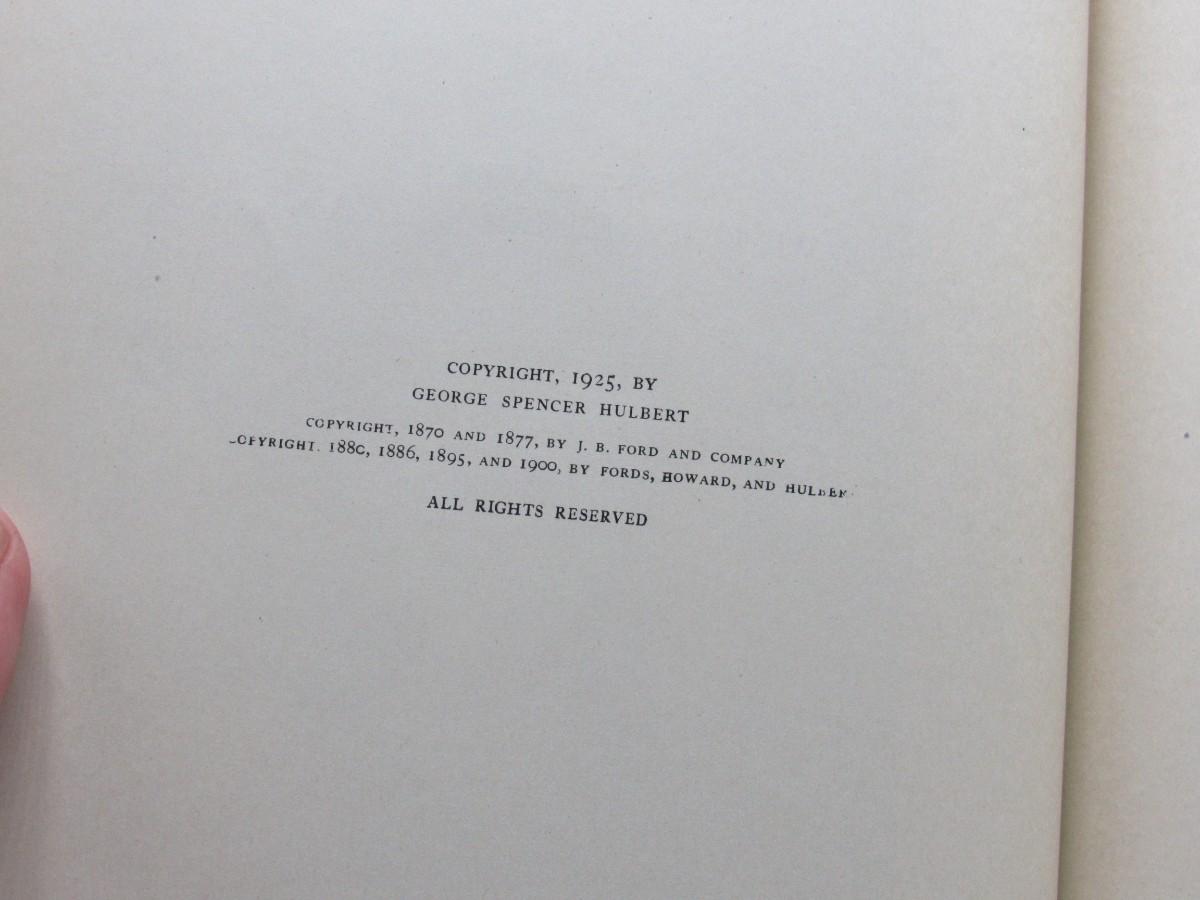 COPYRIGHT, 1925, BY
GEORGE SPENCER HULBERT
COPYRIGHT, 1870 AND 1877, BY J. B. FORD AND COMPANY
COPYRIGHT. 1880, 1886, 1895, AND 1900, BY FORDS, HOWARD, AND
ALL RIGHTS RESERVED